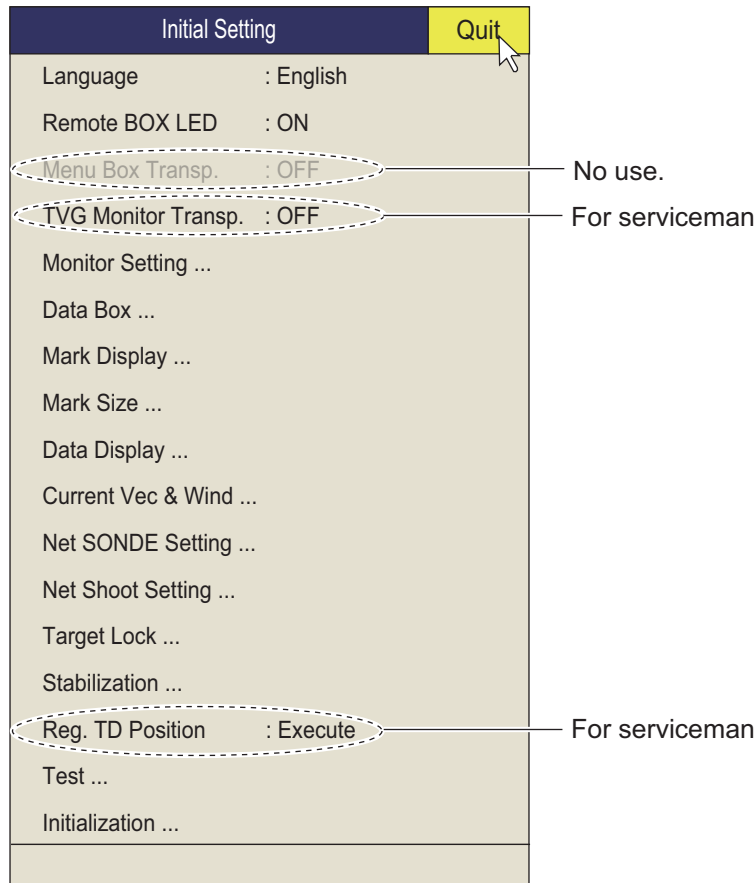 Initial Setting
Quit
Language : English
Remote BOX LED : ON
Menu Box Transp. : OFF
No use.
TVG Monitor Transp. : OFF
For serviceman
Monitor Setting ...
Data Box ...
Mark Display ...
Mark Size ...
Data Display ...
Current Vec & Wind ...
Net SONDE Setting ...
Net Shoot Setting ...
Target Lock ...
Stabilization ...
Reg. TD Position : Execute
For serviceman
Test ...
Initialization ...